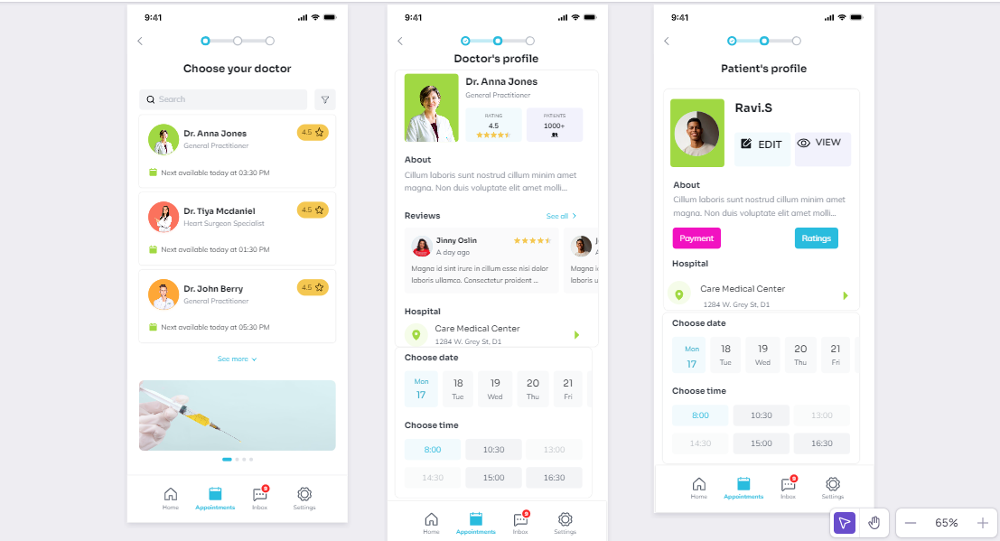 9:41
Choose your doctor
Search
Dr. Anna Jones
4.5
General Practitioner
Next available today at 03:30 PM
Dr. Tiya Mcdaniel
4.5
Heart Surgeon Specialist
Next available today at 01:30 PM
Dr. John Berry
4.5
General Practitioner
Next available today at 05:30 PM
See more
Home
Appointments
9
Inbox
Settings
9:41
Doctor's profile
Dr. Anna Jones
General Practitioner
RATING
4.5
PATIENTS
1000+
About
Cillum laboris sunt nostrud cillum minim amet
magna. Non duis voluptate elit amet molli...
Reviews
See all
Jinny Oslin
A day ago
Magna id sint irure in cillum esse nisi dolor
laboris ullamco. Consectetur proident ...
Magna i
laboris u
Hospital
Care Medical Center
1284 W. Grey St, D1
Choose date
Mon
17
18
Tue
19
Wed
20
Thu
21
Fri
Choose time
8:00
10:30
13:00
14:30
15:00
16:30
Home
Appointments
9
Inbox
Settings
9:41
Patient's profile
Ravi.S
EDIT
VIEW
About
Cillum laboris sunt nostrud cillum minim amet
magna. Non duis voluptate elit amet molli...
Payment
Ratings
Hospital
Care Medical Center
1284 W. Grey St, D1
Choose date
Mon
17
18
Tue
19
Wed
20
Thu
21
Fri
Choose time
8:00
10:30
13:00
14:30
15:00
16:30
Home
Appointments
9
Inbox
Settings
65%